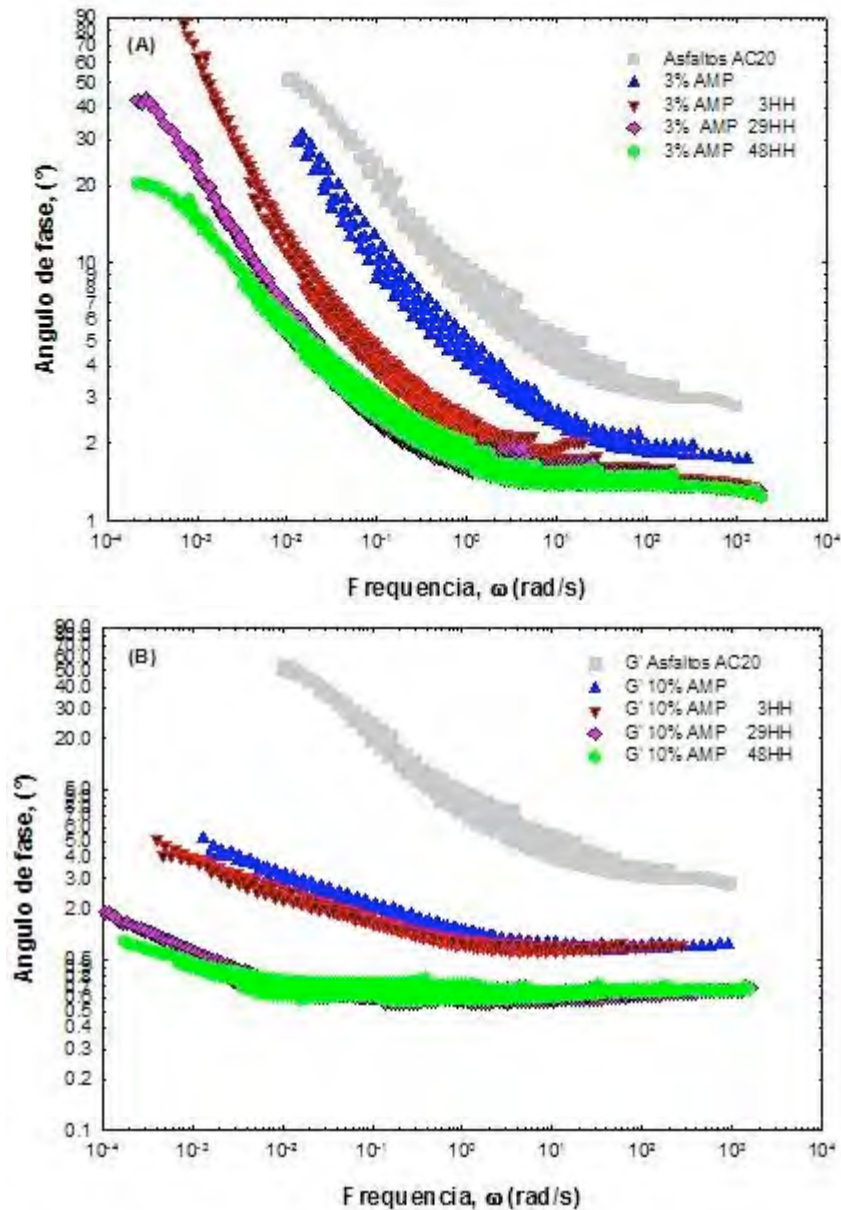 (A)
Asfaltos AC20
3% AMP
3% AMP 3HH
3% AMP 29HH
3% AMP 48HH
Angulo de fase, (°)
90
80
70
60
50
40
30
20
10
9
8
7
6
5
4
3
2
1
10⁻⁴ 10⁻³ 10⁻² 10⁻¹ 10⁰ 10¹ 10² 10³ 10⁴
Frequencia, ω (rad/s)
(B)
G' Asfaltos AC20
G' 10% AMP
G' 10% AMP 3HH
G' 10% AMP 29HH
G' 10% AMP 48HH
Angulo de fase, (°)
40.0
30.0
20.0
4.0
3.0
2.0
0.5
0.4
0.3
0.2
0.1
10⁻⁴ 10⁻³ 10⁻² 10⁻¹ 10⁰ 10¹ 10² 10³ 10⁴
Frequencia, ω (rad/s)